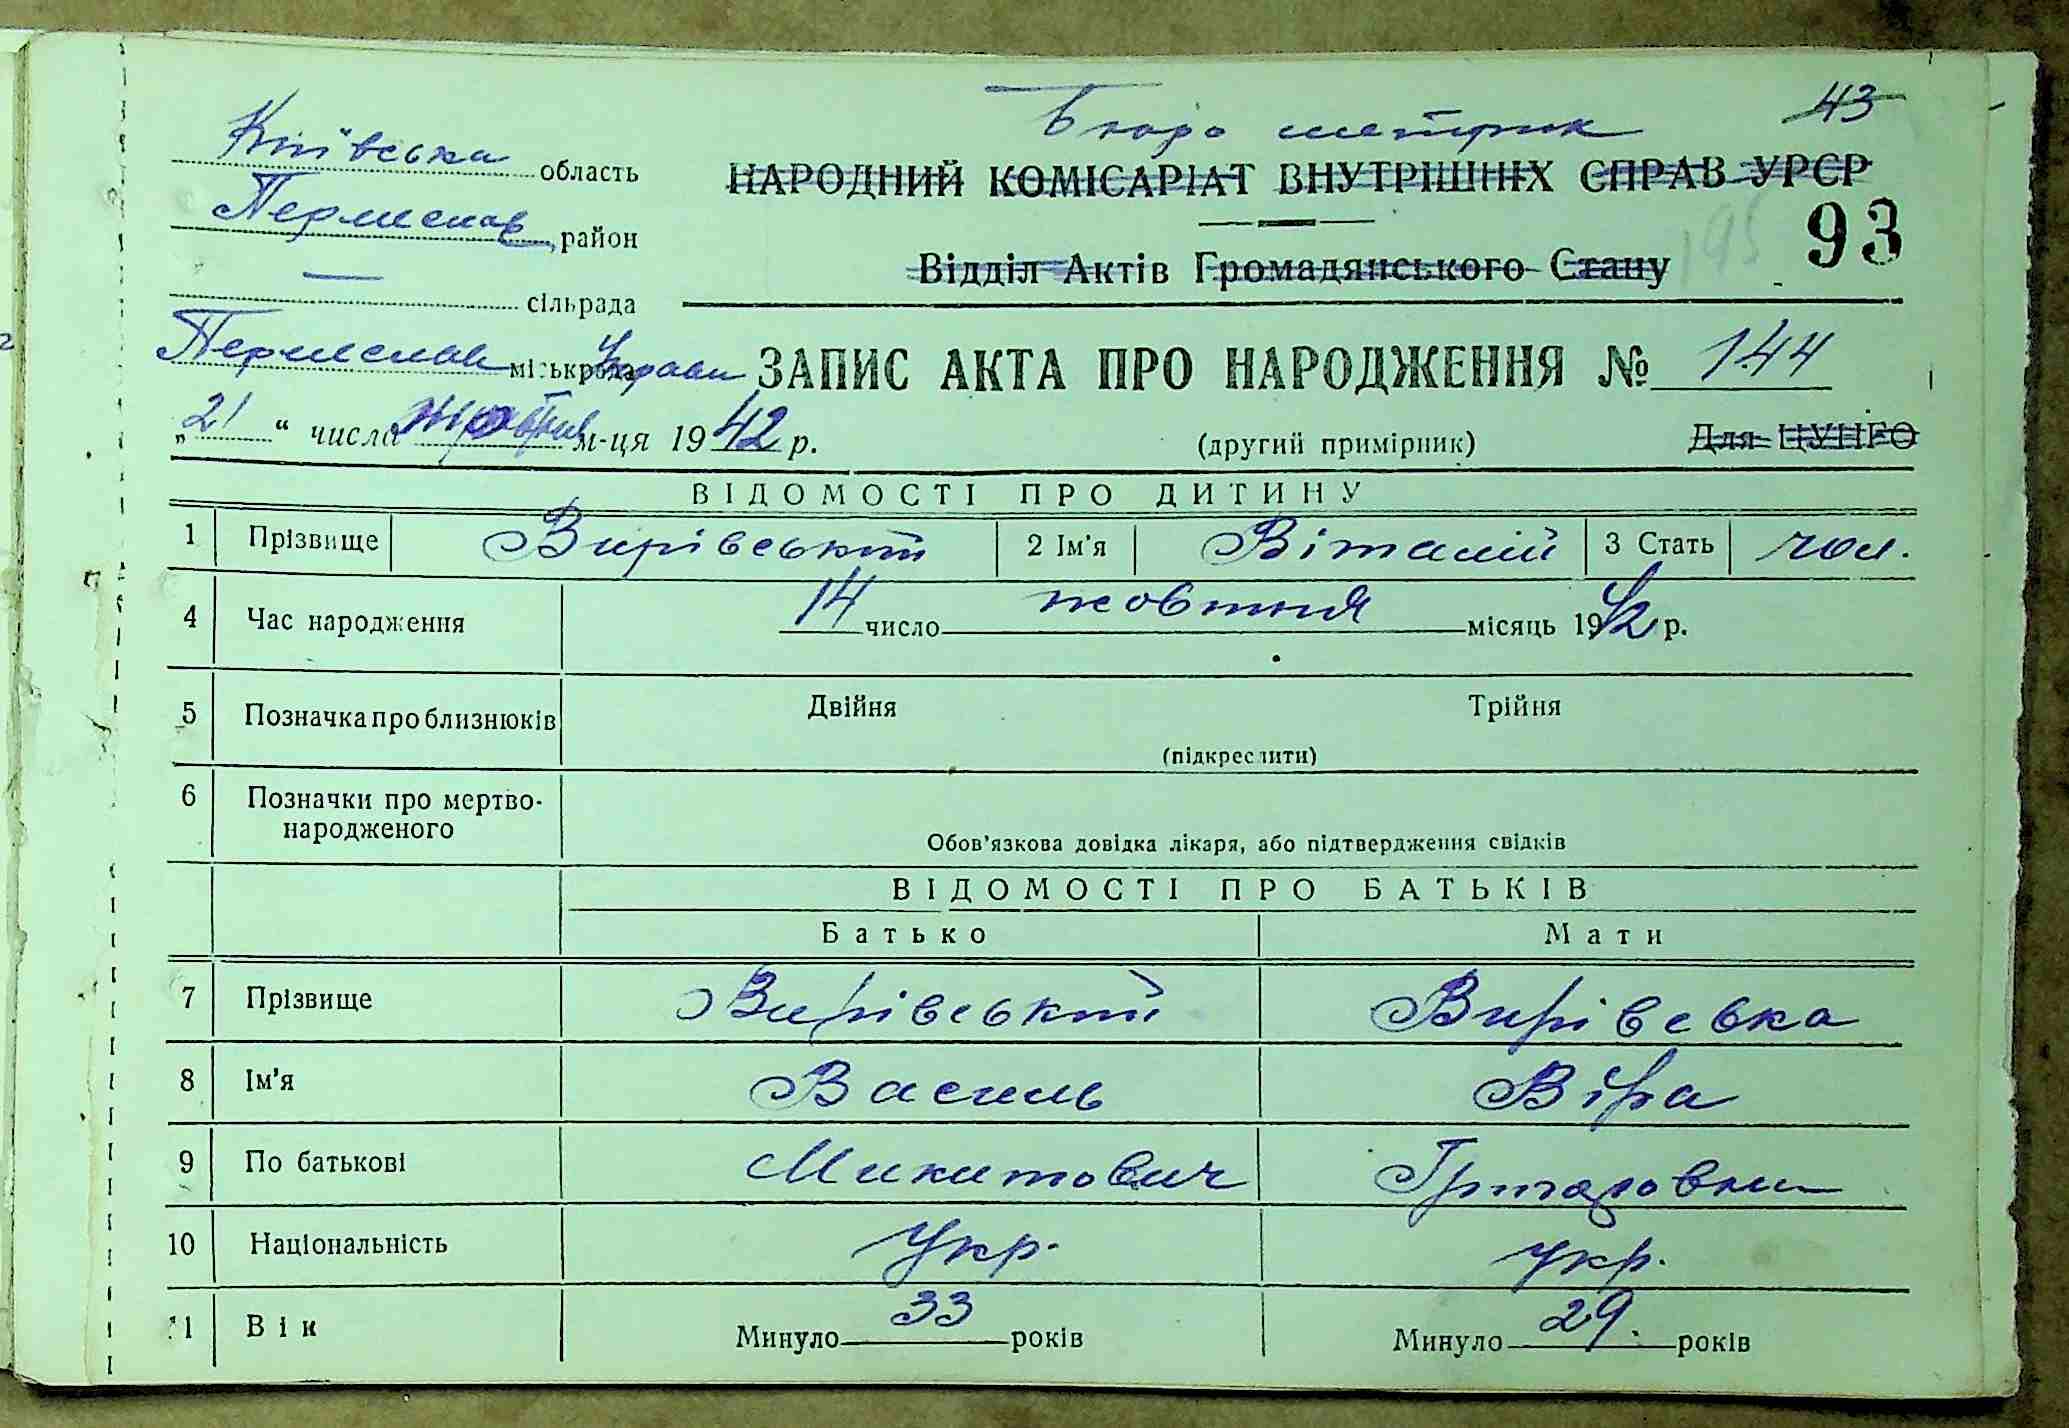 Бюро метрик 43
Київська область
НАРОДНИЙ КОМІСАРІАТ ВНУТРІШНІХ СПРАВ УРСР
Переяслав район
93
195
Відділ Актів Громадянського Стану
— сільрада
Переяслав міськрада Управи ЗАПИС АКТА ПРО НАРОДЖЕННЯ № 144
„21“ числа м-ця 1942 р. (другий примірник) Для ЦУНГО
ВІДОМОСТІ ПРО ДИТИНУ
1 Прізвище Вирівський 2 Ім'я Віталій 3 Стать чол.
4 Час народження 14 число жовтня місяць 1942 р.
5 Позначка про близнюків Двійня Трійня
(підкреслити)
6 Позначки про мертво-
народженого
Обов'язкова довідка лікаря, або підтвердження свідків
ВІДОМОСТІ ПРО БАТЬКІВ
Батько Мати
7 Прізвище Вирівський Вирівська
8 Ім'я Василь Віра
9 По батькові Микитович Григоровна
10 Національність Укр. укр.
11 Вік Минуло 33 років Минуло 29. років